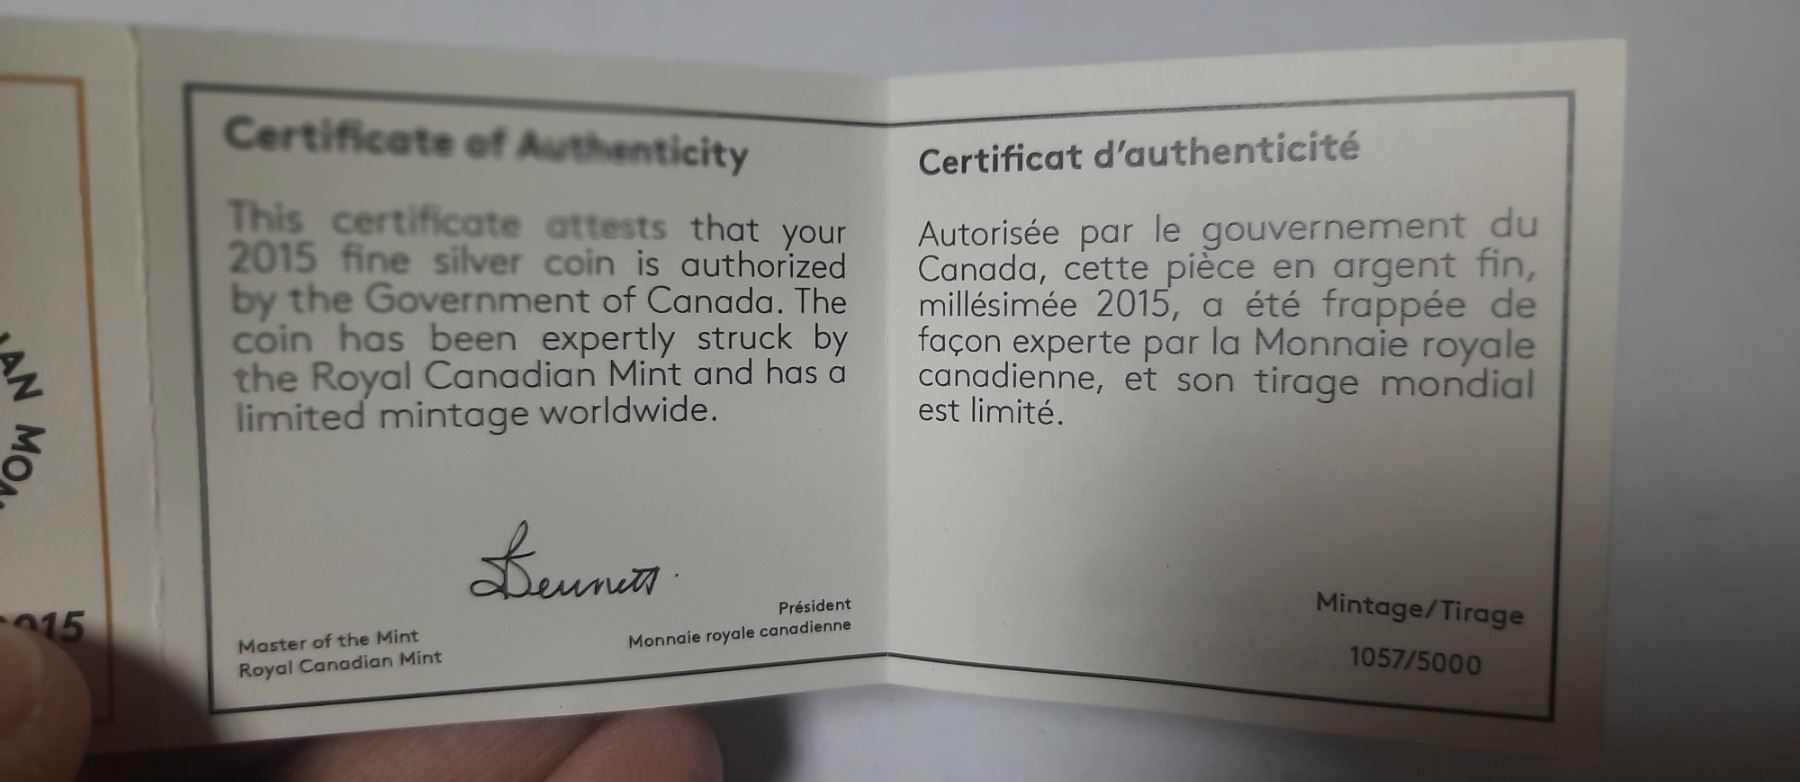 015
Certificate of Authenticity
This certificate attests that your
2015 fine silver coin is authorized
by the Government of Canada. The
coin has been expertly struck by
the Royal Canadian Mint and has a
limited mintage worldwide.
Master of the Mint
Royal Canadian Mint
Président
Monnaie royale canadienne
Certificat d'authenticité
Autorisée par le gouvernement du
Canada, cette pièce en argent fin,
millésimée 2015, a été frappée de
façon experte par la Monnaie royale
canadienne, et son tirage mondial
est limité.
Mintage/Tirage
1057/5000